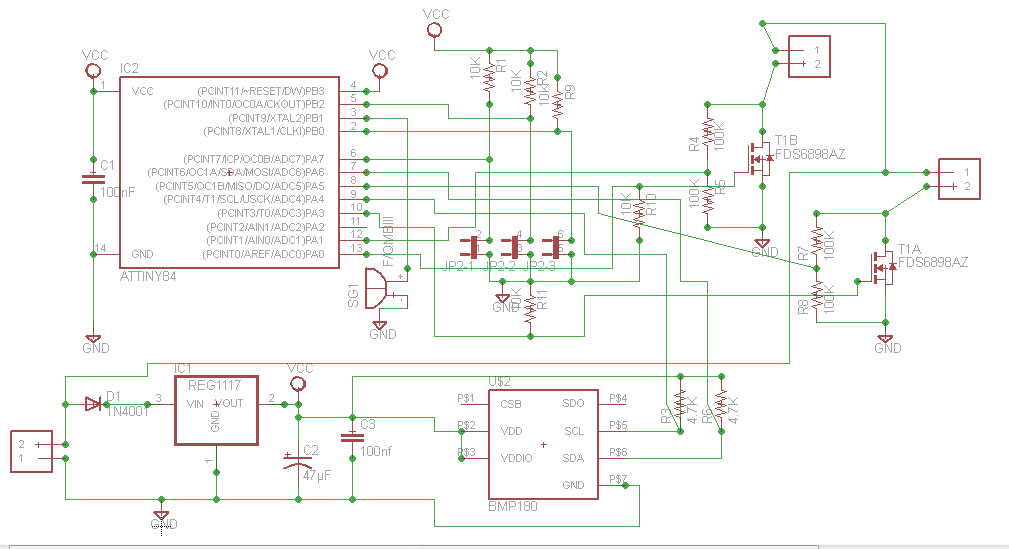 VCC
VCC
VCC
IC2
1
VCC
(PCINT11/~RESET/DW)PB3
4
(PCINT10/INT0/OC0A/CKOUT)PB2
5
(PCINT9/XTAL2)PB1
3
(PCINT8/XTAL1/CLKI)PB0
2
(PCINT7/ICP/OC0B/ADC7)PA7
6
(PCINT6/OC1A/SDA/MOSI/ADC6)PA6
7
(PCINT5/OC1B/MISO/DO/ADC5)PA5
8
(PCINT4/T1/SCL/USCK/ADC4)PA4
9
(PCINT3/T0/ADC3)PA3
10
(PCINT2/AIN1/ADC2)PA2
11
(PCINT1/AIN0/ADC1)PA1
12
(PCINT0/AREF/ADC0)PA0
13
14
GND
ATTINY84
C1
100nF
GND
10K
R1
10K
R2
10K
R9
1
2
R4
100K
T1B
FDS6898AZ
100K
R5
GND
10K
R10
1
2
R7
100K
T1A
FDS6898AZ
R8
100K
GND
F/QMBIII
SG1
+
-
GND
2
1
4
3
6
5
JP2-1
JP2-2
JP2-3
GND
R11
IC1
REG1117
VCC
D1
1N4001
3
VIN
VOUT
2
GND
1
2
1
C2
47µF
C3
100nf
GND
U$2
P$1
CSB
SDO
P$4
P$2
VDD
SCL
P$5
P$3
VDDIO
SDA
P$6
GND
P$7
BMP180
R3
4.7K
R6
4.7K